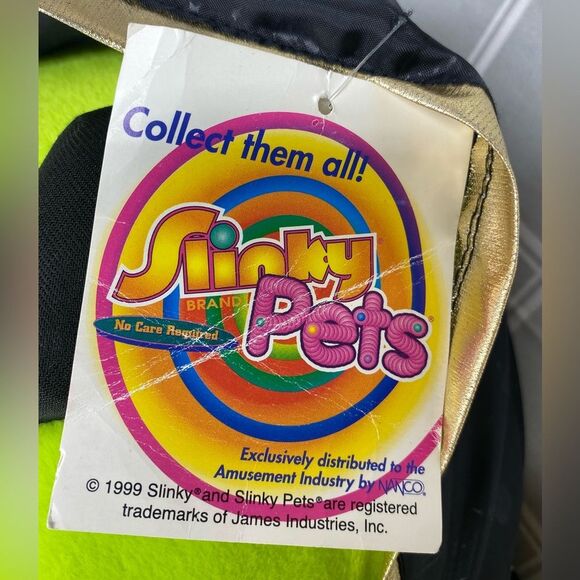 Collect them all!
Slinky®
BRAND
Pets®
No Care Required
Exclusively distributed to the
Amusement Industry by NANCO®
© 1999 Slinky® and Slinky Pets® are registered
trademarks of James Industries, Inc.